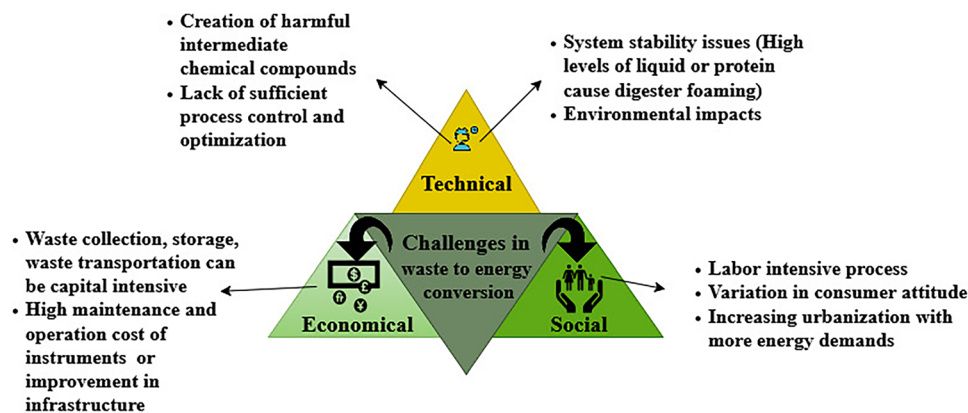 • Creation of harmful
intermediate
chemical compounds
• Lack of sufficient
process control and
optimization
• System stability issues (High
levels of liquid or protein
cause digester foaming)
• Environmental impacts
Technical
• Waste collection, storage,
waste transportation can
be capital intensive
• High maintenance and
operation cost of
instruments or
improvement in
infrastructure
Challenges in
waste to energy
conversion
$
£
¥
Economical
Social
• Labor intensive process
• Variation in consumer attitude
• Increasing urbanization with
more energy demands